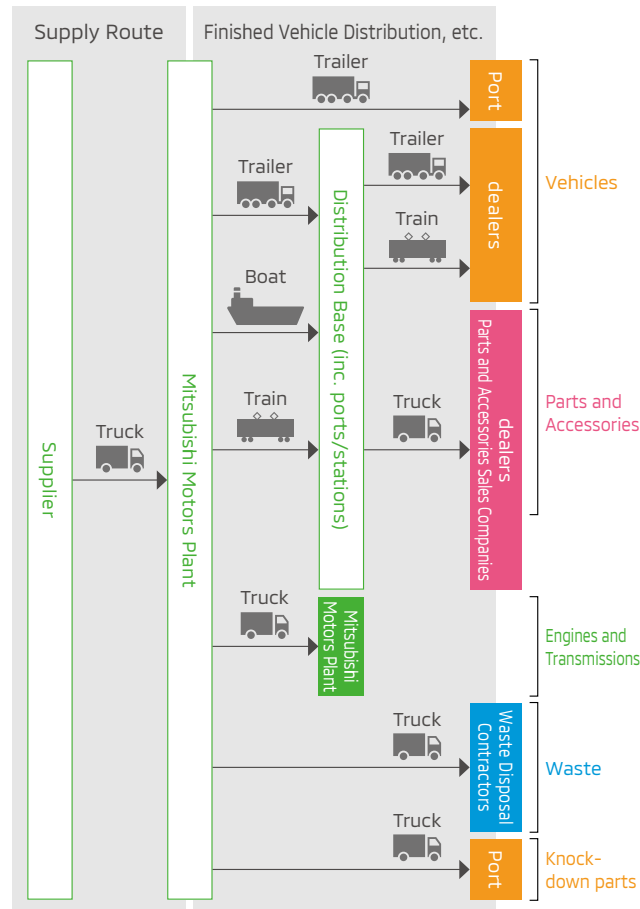 Supply Route
Finished Vehicle Distribution, etc.
Supplier
Truck
Mitsubishi Motors Plant
Trailer
Port
Trailer
Boat
Train
Distribution Base (inc. ports/stations)
Trailer
Train
dealers
Vehicles
Truck
dealers
Parts and Accessories Sales Companies
Parts and
Accessories
Truck
Mitsubishi
Motors Plant
Engines and
Transmissions
Truck
Waste Disposal
Contractors
Waste
Truck
Port
Knock-
down parts